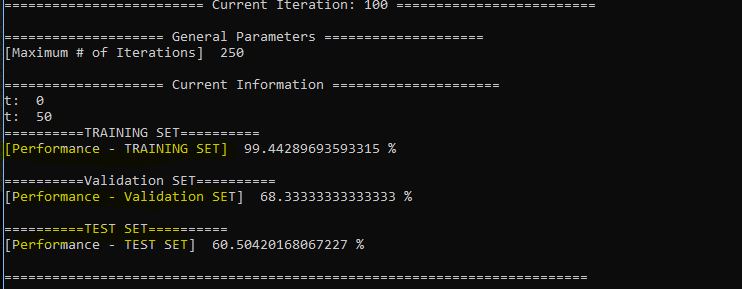 ========================= Current Iteration: 100 =========================

==================== General Parameters ====================
[Maximum # of Iterations]  250

==================== Current Information =====================
t:  0
t:  50
==========TRAINING SET==========
[Performance - TRAINING SET]  99.44289693593315 %

==========Validation SET==========
[Performance - Validation SET]  68.33333333333333 %

==========TEST SET==========
[Performance - TEST SET]  60.50420168067227 %

=========================================================================